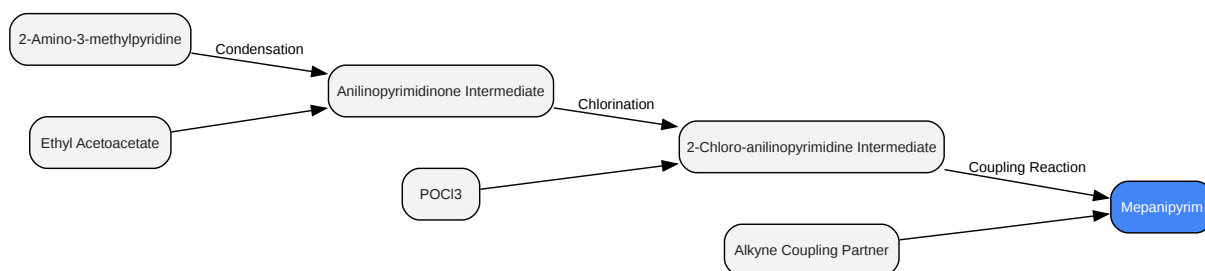 2-Amino-3-methylpyridine
Condensation
Ethyl Acetoacetate
Anilinopyrimidinone Intermediate
Chlorination
POCl3
2-Chloro-anilinopyrimidine Intermediate
Coupling Reaction
Alkyne Coupling Partner
Mepanipyrim